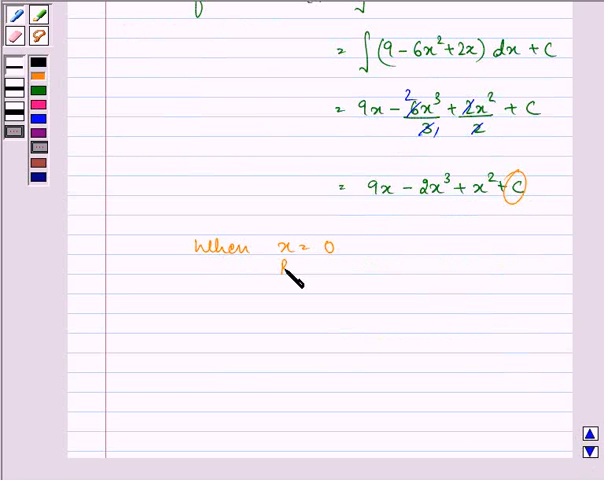 = ∫ (9 - 6x² + 2x) dx + C
= 9x - 6x³/3 + 2x²/2 + C
= 9x - 2x³ + x² + C
When x = 0